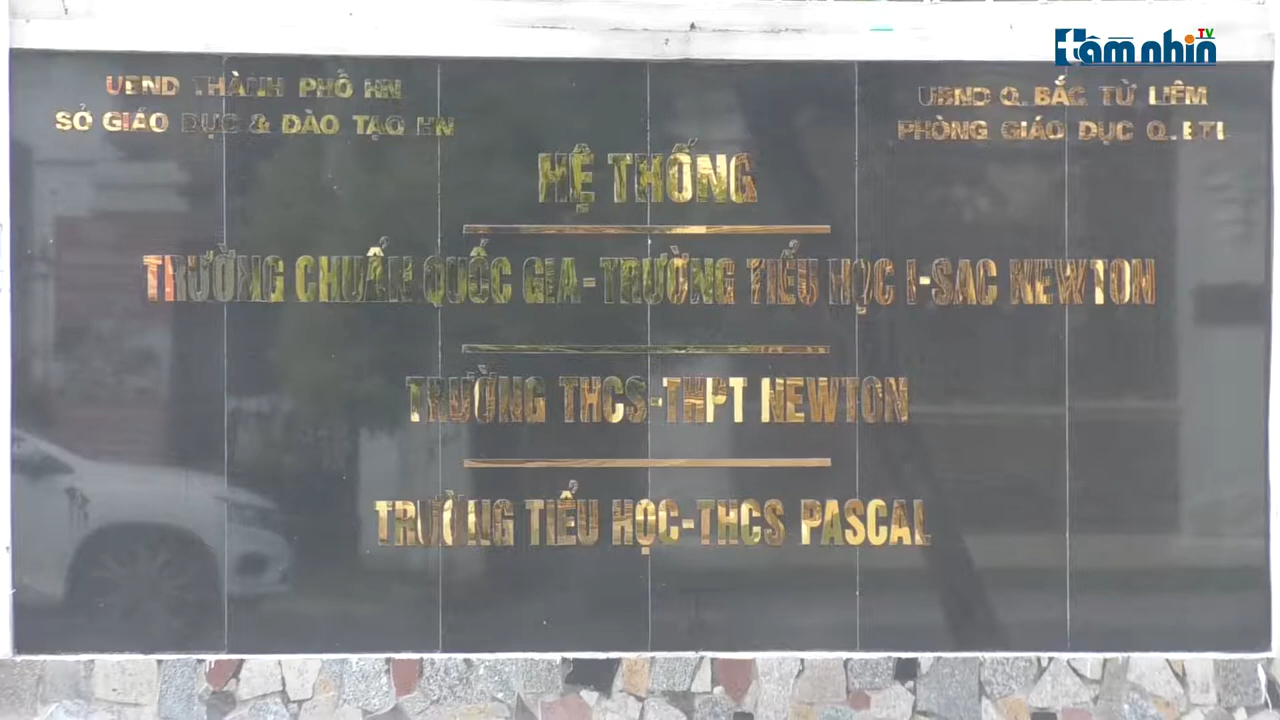 tầm nhìn TV
UBND THÀNH PHỐ HN
SỞ GIÁO DỤC & ĐÀO TẠO HN
UBND Q. BẮC TỪ LIÊM
PHÒNG GIÁO DỤC Q. BTL
HỆ THỐNG
TRƯỜNG CHUẨN QUỐC GIA-TRƯỜNG TIỂU HỌC I-SAC NEWTON
TRƯỜNG THCS-THPT NEWTON
TRƯỜNG TIỂU HỌC-THCS PASCAL